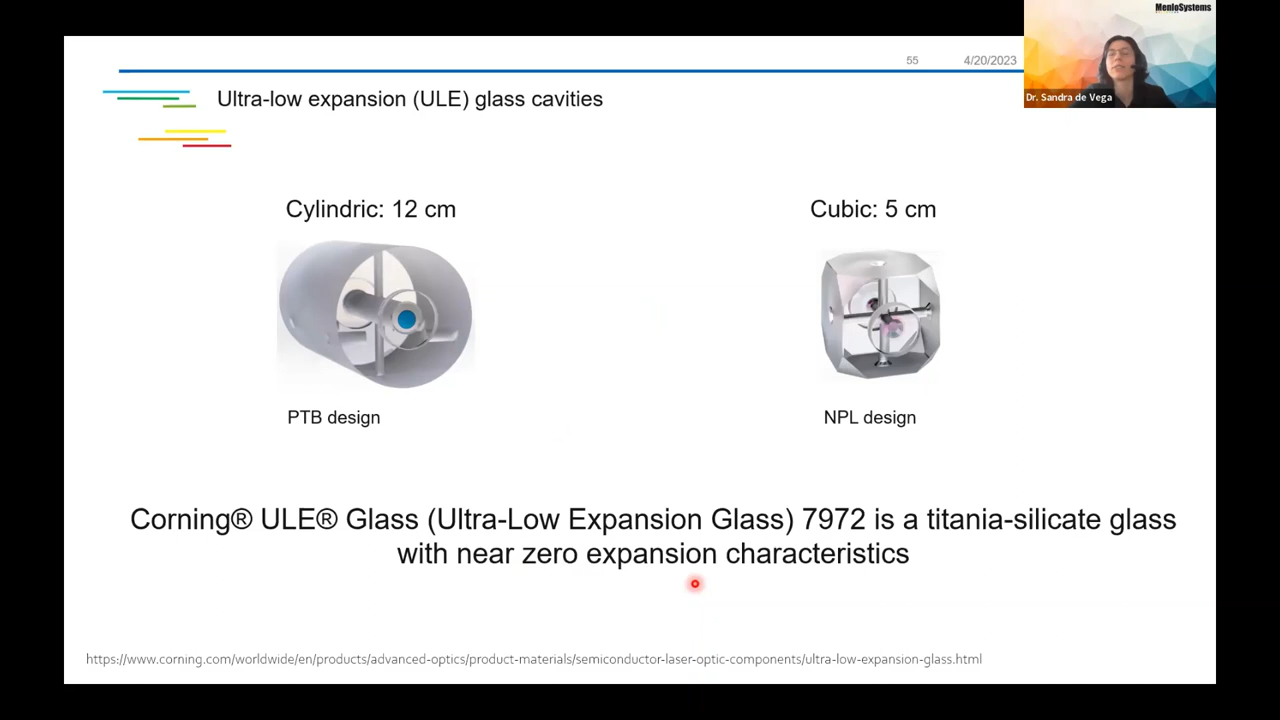 MenloSystems
55 4/20/2023
Dr. Sandra de Vega
Ultra-low expansion (ULE) glass cavities
Cylindric: 12 cm Cubic: 5 cm
PTB design NPL design
Corning® ULE® Glass (Ultra-Low Expansion Glass) 7972 is a titania-silicate glass
with near zero expansion characteristics
https://www.corning.com/worldwide/en/products/advanced-optics/product-materials/semiconductor-laser-optic-components/ultra-low-expansion-glass.html